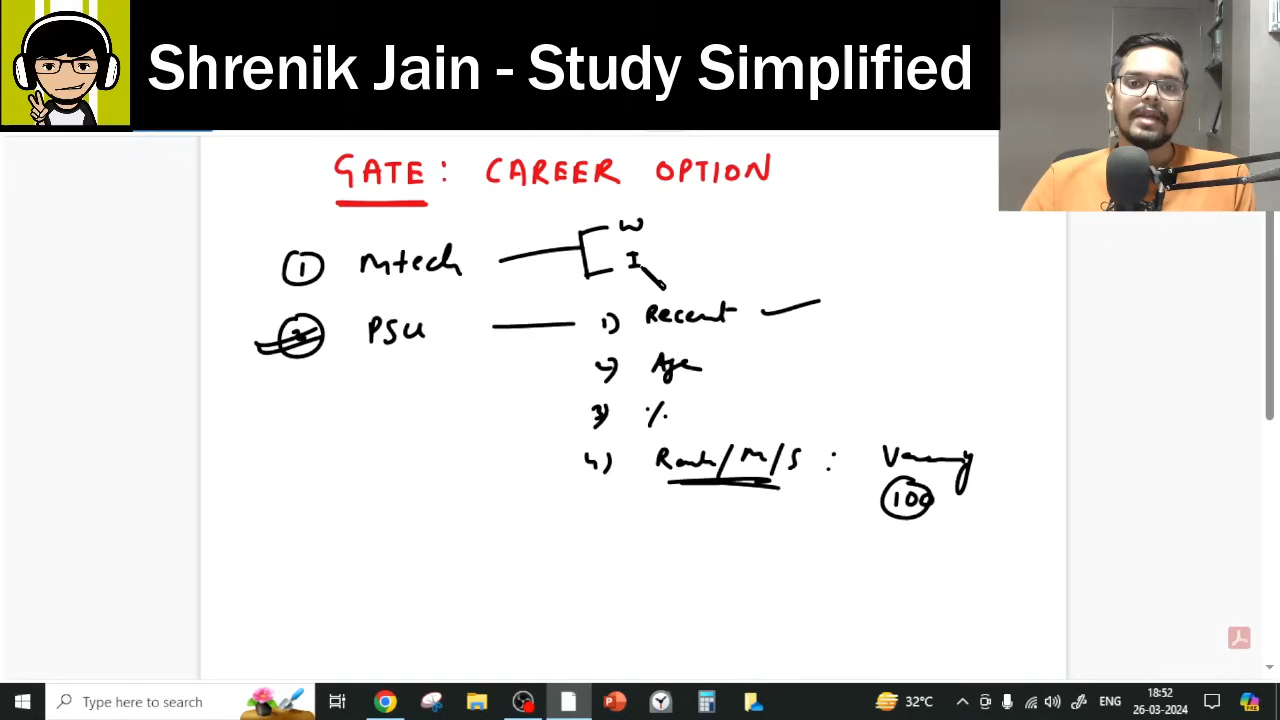 Shrenik Jain - Study Simplified
GATE: CAREER OPTION
W
① Mtech
I
② PSU
1) Recent
2) Age
3) %
4) Rank/M/S : Vacancy
100
Type here to search
32°C
ENG
18:52
26-03-2024